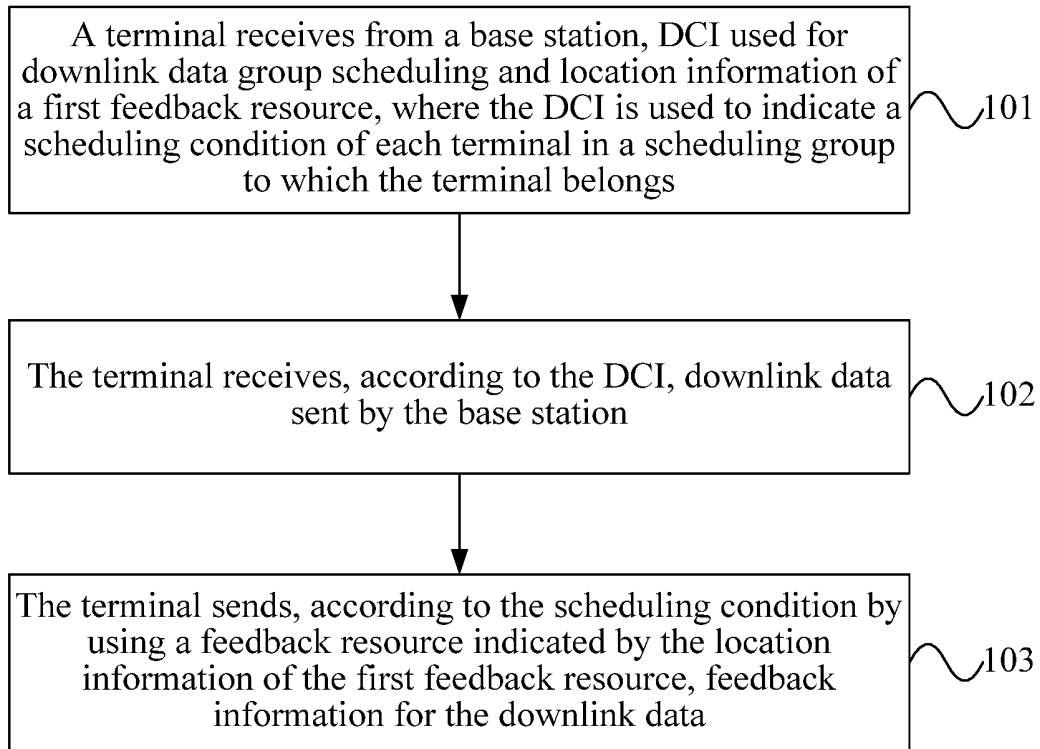 A terminal receives from a base station, DCI used for
downlink data group scheduling and location information of
a first feedback resource, where the DCI is used to indicate a
scheduling condition of each terminal in a scheduling group
to which the terminal belongs
101
The terminal receives, according to the DCI, downlink data
sent by the base station
102
The terminal sends, according to the scheduling condition by
using a feedback resource indicated by the location
information of the first feedback resource, feedback
information for the downlink data
103